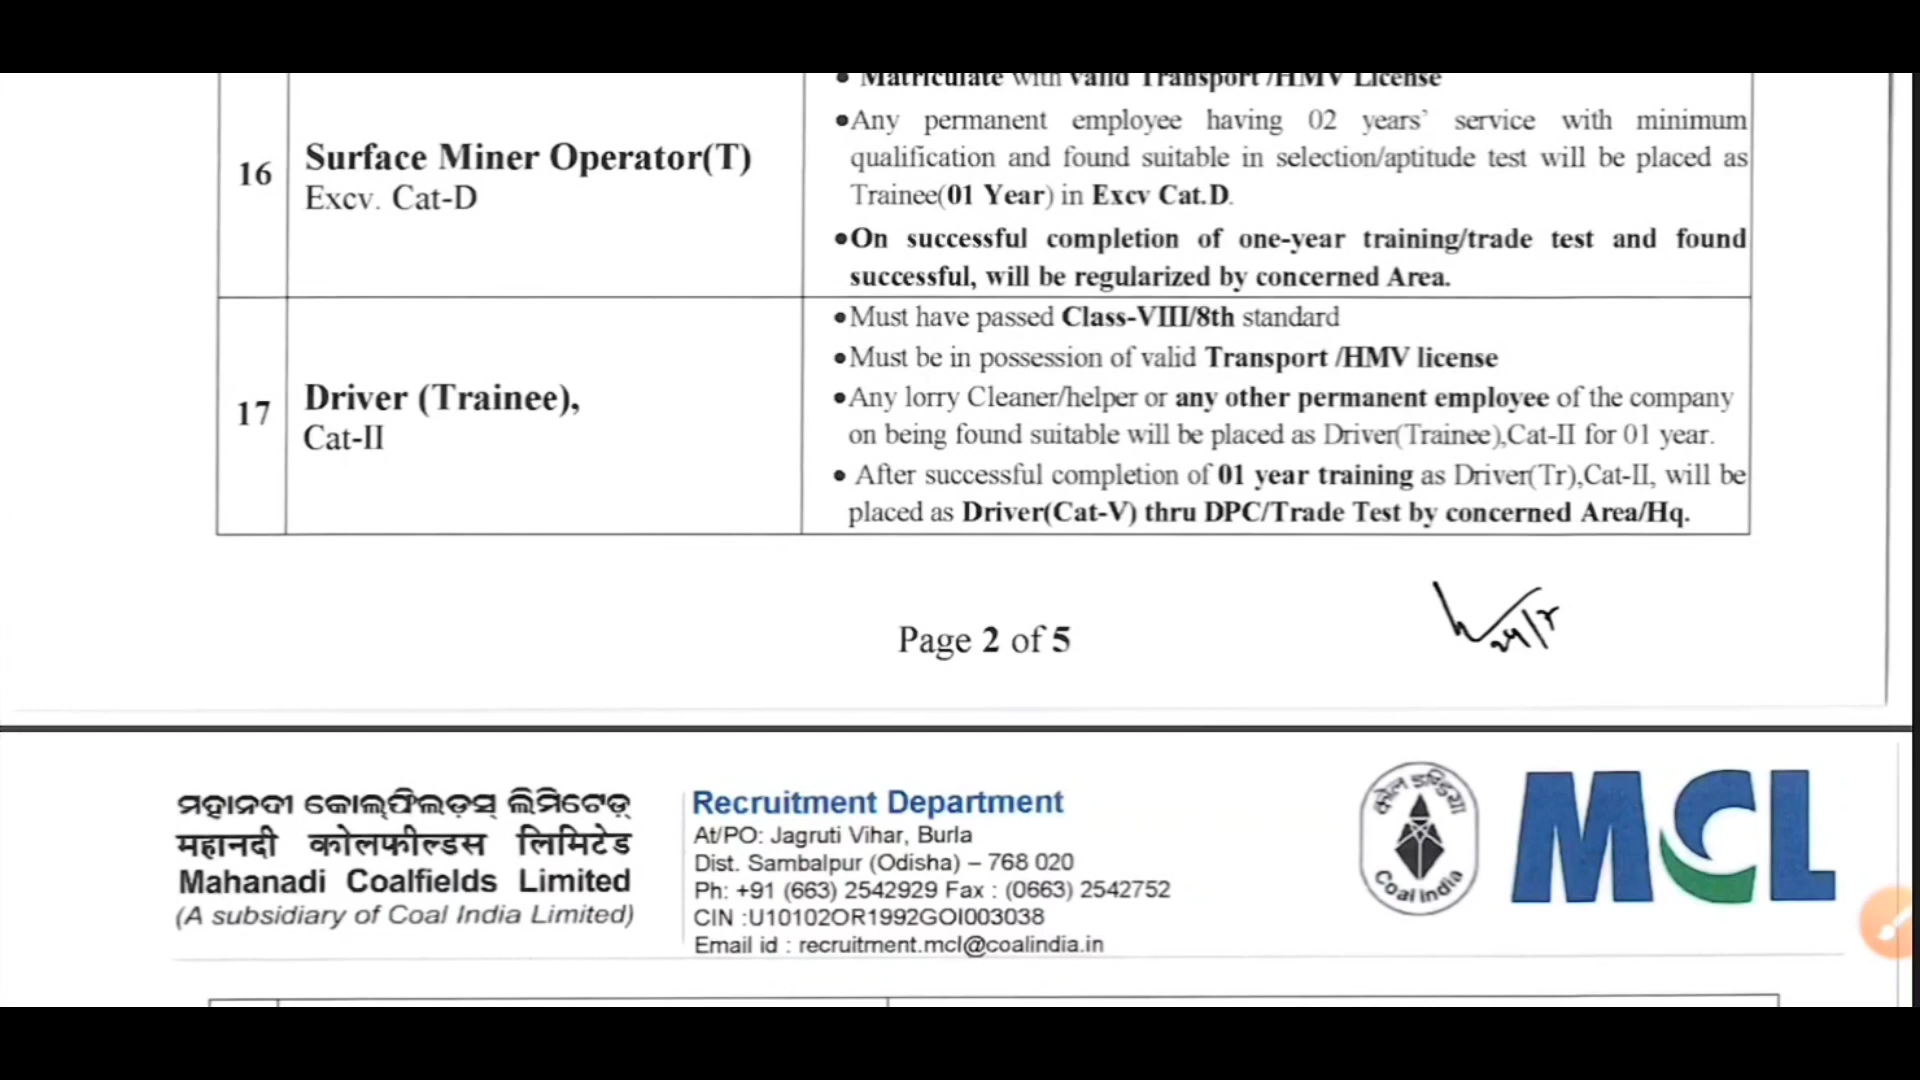 • Matriculate with valid Transport /HMV License
16
Surface Miner Operator(T)
Excv. Cat-D
•Any permanent employee having 02 years' service with minimum
qualification and found suitable in selection/aptitude test will be placed as
Trainee(01 Year) in Excv Cat.D.
•On successful completion of one-year training/trade test and found
successful, will be regularized by concerned Area.
17
Driver (Trainee),
Cat-II
•Must have passed Class-VIII/8th standard
•Must be in possession of valid Transport /HMV license
•Any lorry Cleaner/helper or any other permanent employee of the company
on being found suitable will be placed as Driver(Trainee),Cat-II for 01 year.
• After successful completion of 01 year training as Driver(Tr),Cat-II, will be
placed as Driver(Cat-V) thru DPC/Trade Test by concerned Area/Hq.
Page 2 of 5
ମହାନଦୀ କୋଲ୍‌ଫିଲଡ଼ସ୍ ଲିମିଟେଡ଼୍
महानदी कोलफील्डस लिमिटेड
Mahanadi Coalfields Limited
(A subsidiary of Coal India Limited)
Recruitment Department
At/PO: Jagruti Vihar, Burla
Dist. Sambalpur (Odisha) – 768 020
Ph: +91 (663) 2542929 Fax : (0663) 2542752
CIN :U10102OR1992GOI003038
Email id : recruitment.mcl@coalindia.in
कोल इण्डिया
Coal India
MCL